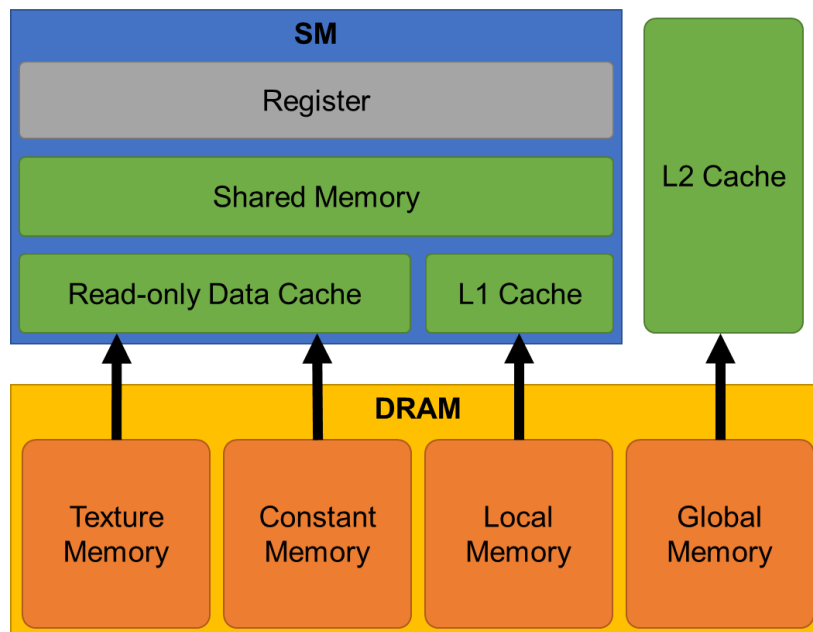 SM
Register
Shared Memory
Read-only Data Cache
L1 Cache
L2 Cache
DRAM
Texture
Memory
Constant
Memory
Local
Memory
Global
Memory